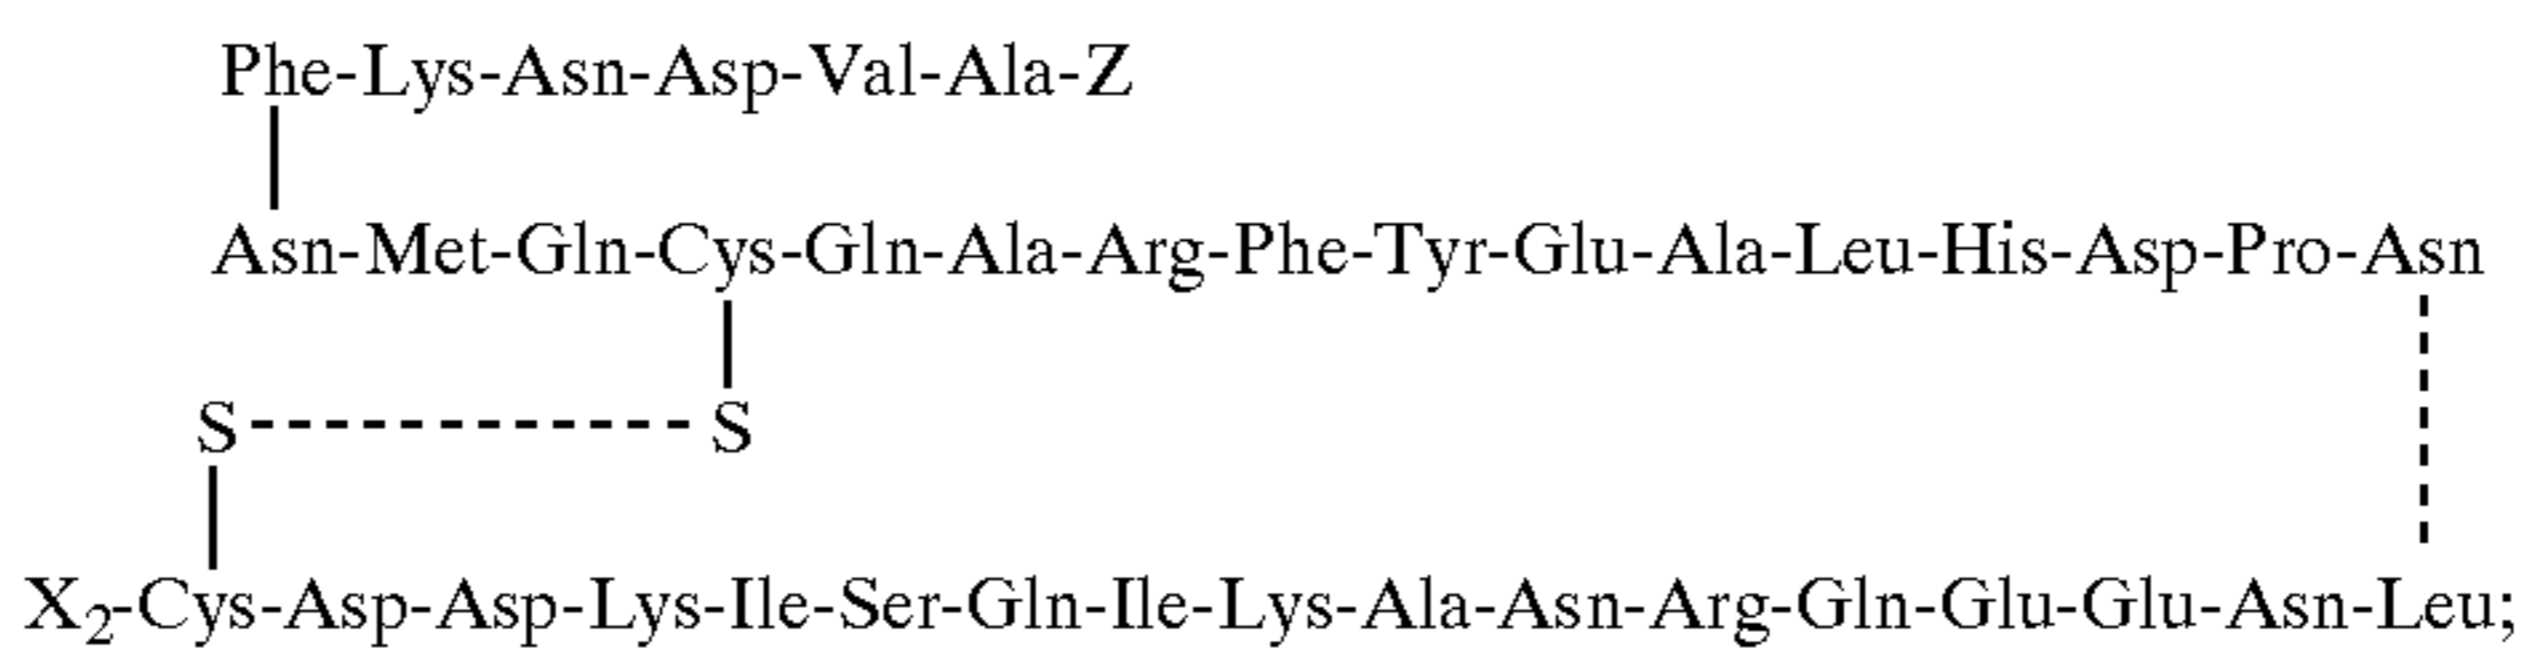 Phe-Lys-Asn-Asp-Val-Ala-Z
Asn-Met-Gln-Cys-Gln-Ala-Arg-Phe-Tyr-Glu-Ala-Leu-His-Asp-Pro-Asn
S S
X₂-Cys-Asp-Asp-Lys-Ile-Ser-Gln-Ile-Lys-Ala-Asn-Arg-Gln-Glu-Glu-Asn-Leu;